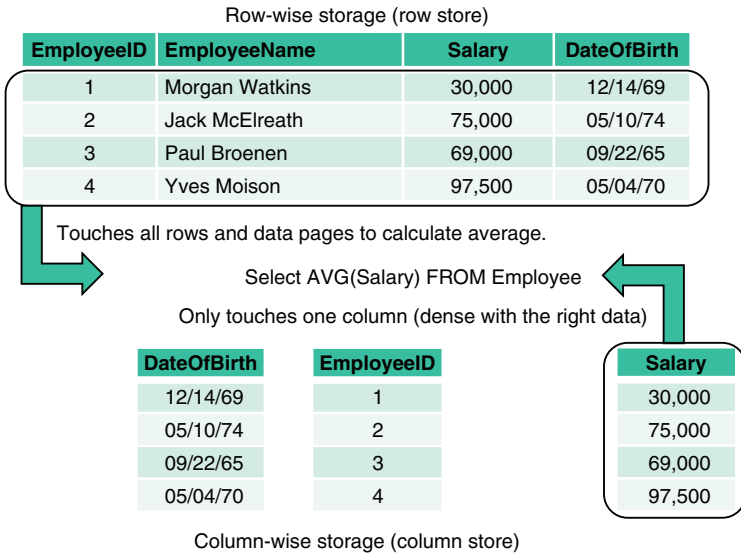 Row-wise storage (row store)
EmployeeID EmployeeName Salary DateOfBirth
1 Morgan Watkins 30,000 12/14/69
2 Jack McElreath 75,000 05/10/74
3 Paul Broenen 69,000 09/22/65
4 Yves Moison 97,500 05/04/70
Touches all rows and data pages to calculate average.
Select AVG(Salary) FROM Employee
Only touches one column (dense with the right data)
DateOfBirth EmployeeID Salary
12/14/69 1 30,000
05/10/74 2 75,000
09/22/65 3 69,000
05/04/70 4 97,500
Column-wise storage (column store)